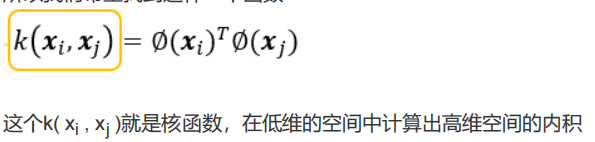 k(xᵢ, xⱼ) = Ø(xᵢ)ᵀØ(xⱼ)
这个k( xᵢ , xⱼ )就是核函数，在低维的空间中计算出高维空间的内积